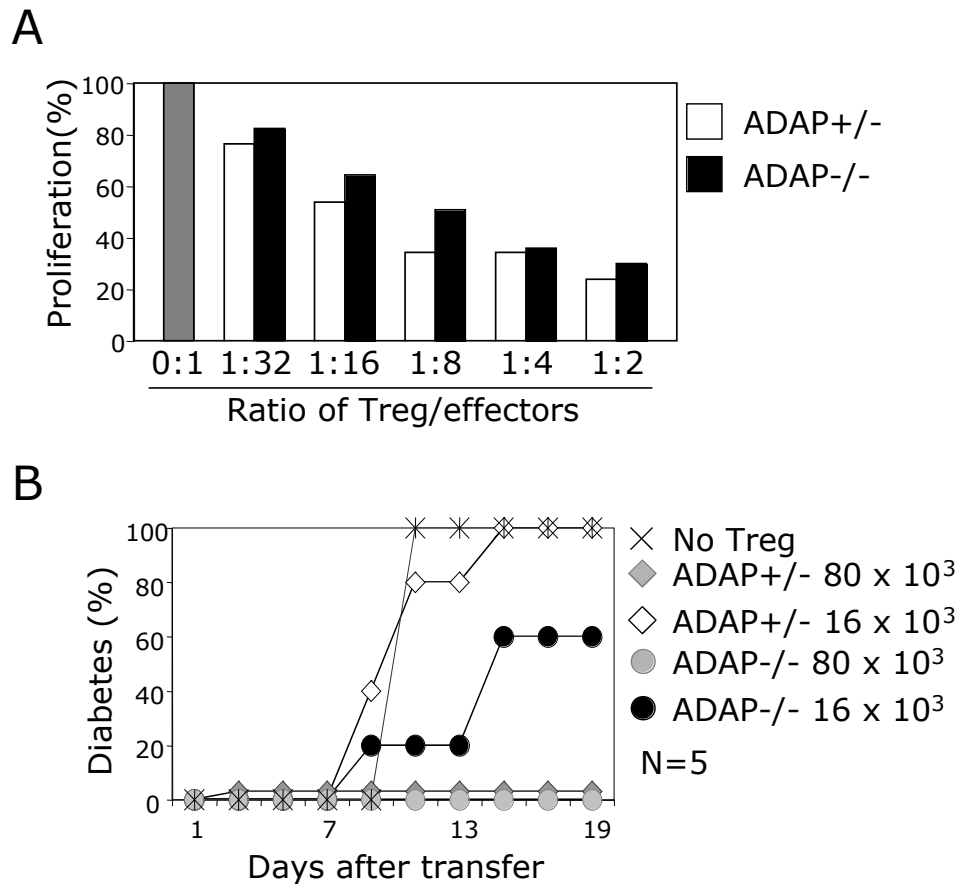 A
Proliferation(%)
100
80
60
40
20
0
0:1 1:32 1:16 1:8 1:4 1:2
Ratio of Treg/effectors
ADAP+/-
ADAP-/-
B
Diabetes (%)
100
80
60
40
20
0
1 7 13 19
Days after transfer
No Treg
ADAP+/- 80 x 10³
ADAP+/- 16 x 10³
ADAP-/- 80 x 10³
ADAP-/- 16 x 10³
N=5